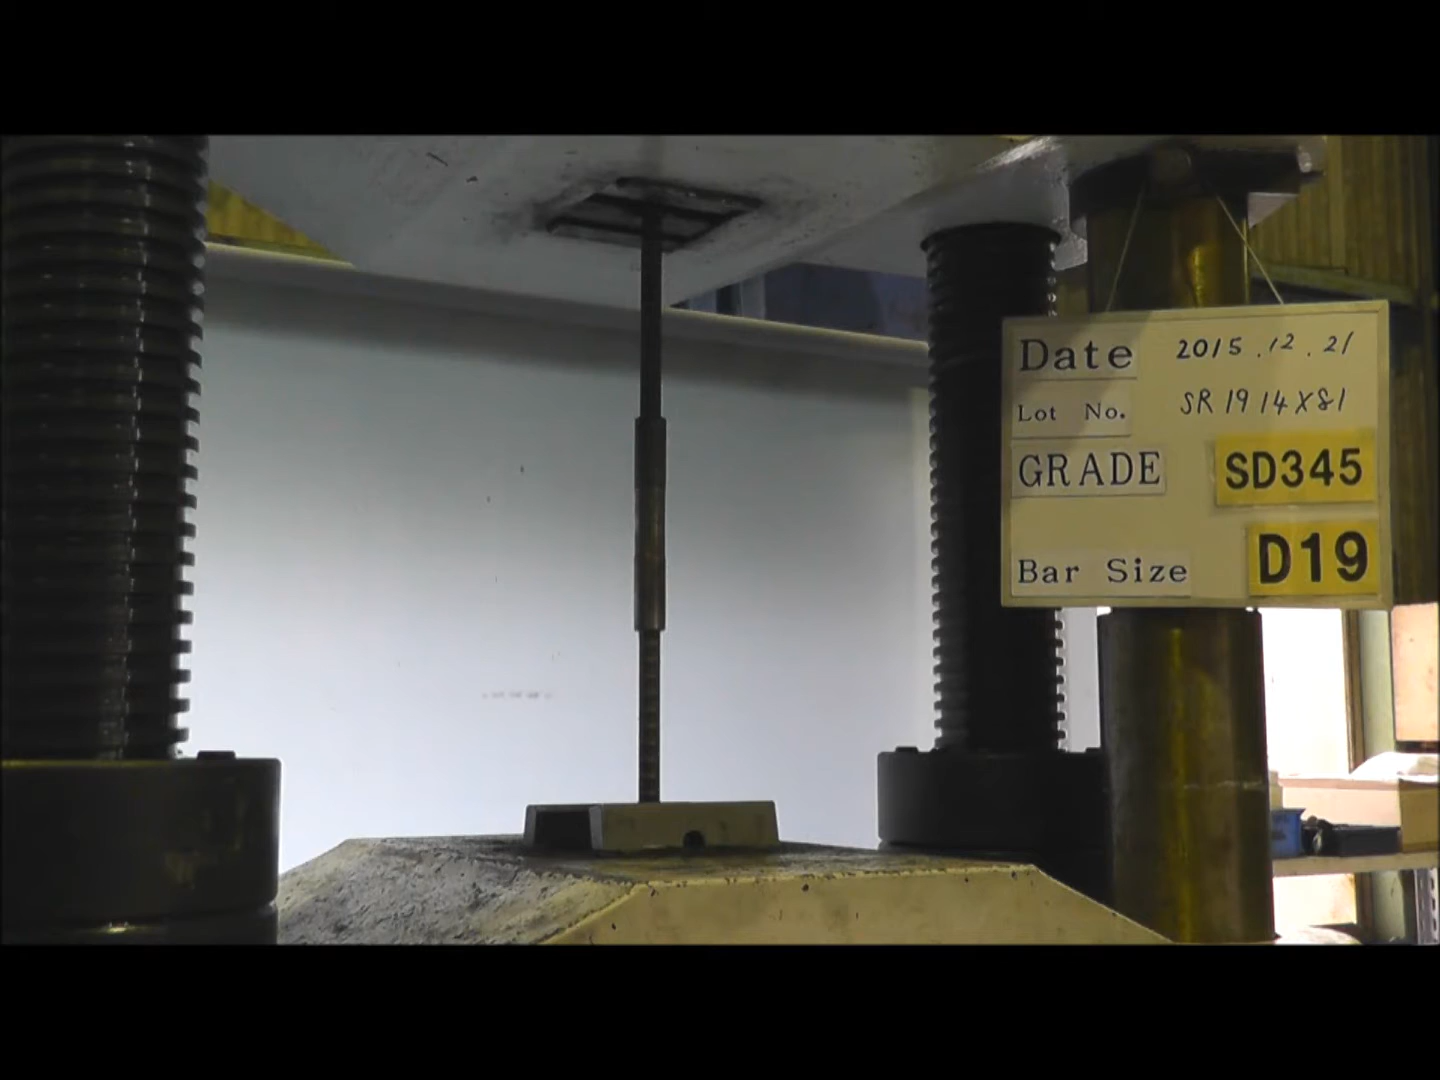 Date 2015.12.21
Lot No. SR1914X81
GRADE SD345
Bar Size D19